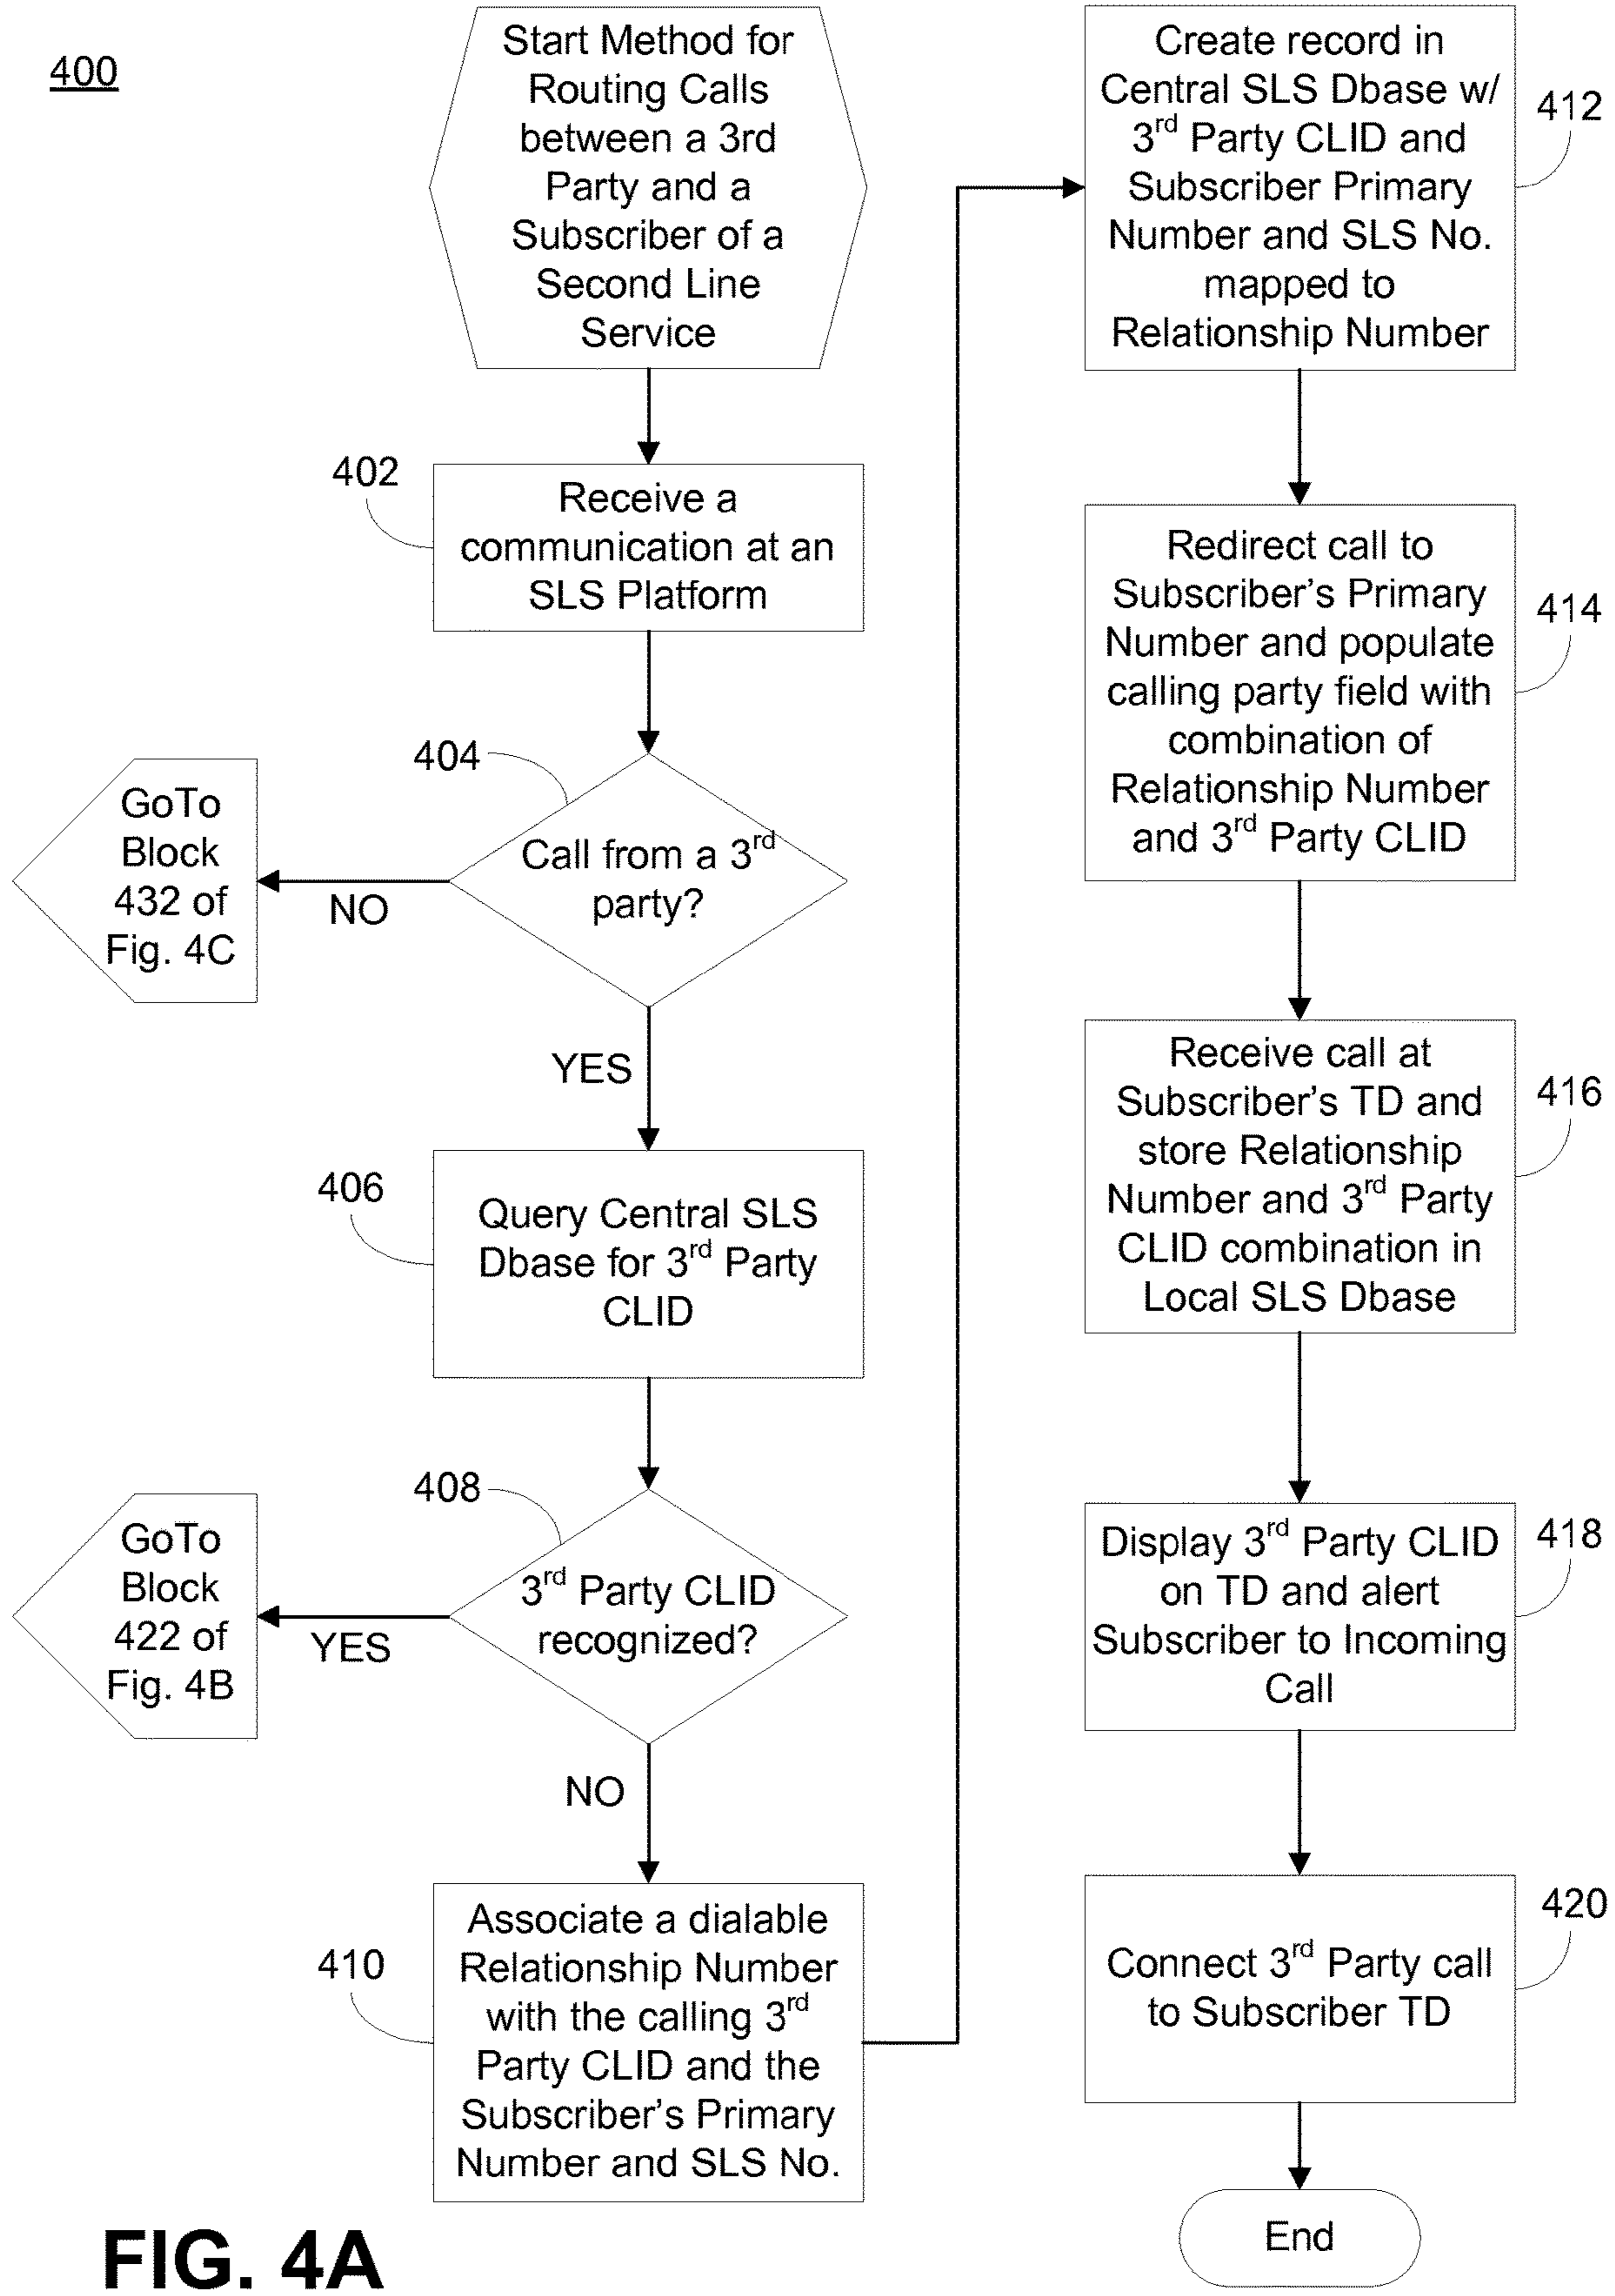 400
Start Method for
Routing Calls
between a 3rd
Party and a
Subscriber of a
Second Line
Service
402
Receive a
communication at an
SLS Platform
404
Call from a 3rd
party?
NO
GoTo
Block
432 of
Fig. 4C
YES
406
Query Central SLS
Dbase for 3rd Party
CLID
408
3rd Party CLID
recognized?
YES
GoTo
Block
422 of
Fig. 4B
NO
410
Associate a dialable
Relationship Number
with the calling 3rd
Party CLID and the
Subscriber’s Primary
Number and SLS No.
Create record in
Central SLS Dbase w/
3rd Party CLID and
Subscriber Primary
Number and SLS No.
mapped to
Relationship Number
412
Redirect call to
Subscriber’s Primary
Number and populate
calling party field with
combination of
Relationship Number
and 3rd Party CLID
414
Receive call at
Subscriber’s TD and
store Relationship
Number and 3rd Party
CLID combination in
Local SLS Dbase
416
Display 3rd Party CLID
on TD and alert
Subscriber to Incoming
Call
418
Connect 3rd Party call
to Subscriber TD
420
End
FIG. 4A